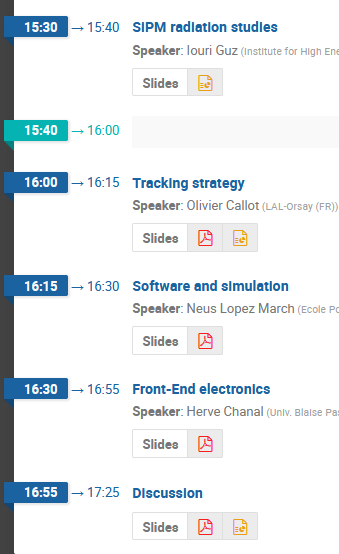 15:30 → 15:40 SiPM radiation studies
Speaker: Iouri Guz (Institute for High
Slides
15:40 → 16:00
16:00 → 16:15 Tracking strategy
Speaker: Olivier Callot (LAL-Orsay (FR))
Slides
16:15 → 16:30 Software and simulation
Speaker: Neus Lopez March (Ecole
Slides
16:30 → 16:55 Front-End electronics
Speaker: Herve Chanal (Univ. Blaise
Slides
16:55 → 17:25 Discussion
Slides